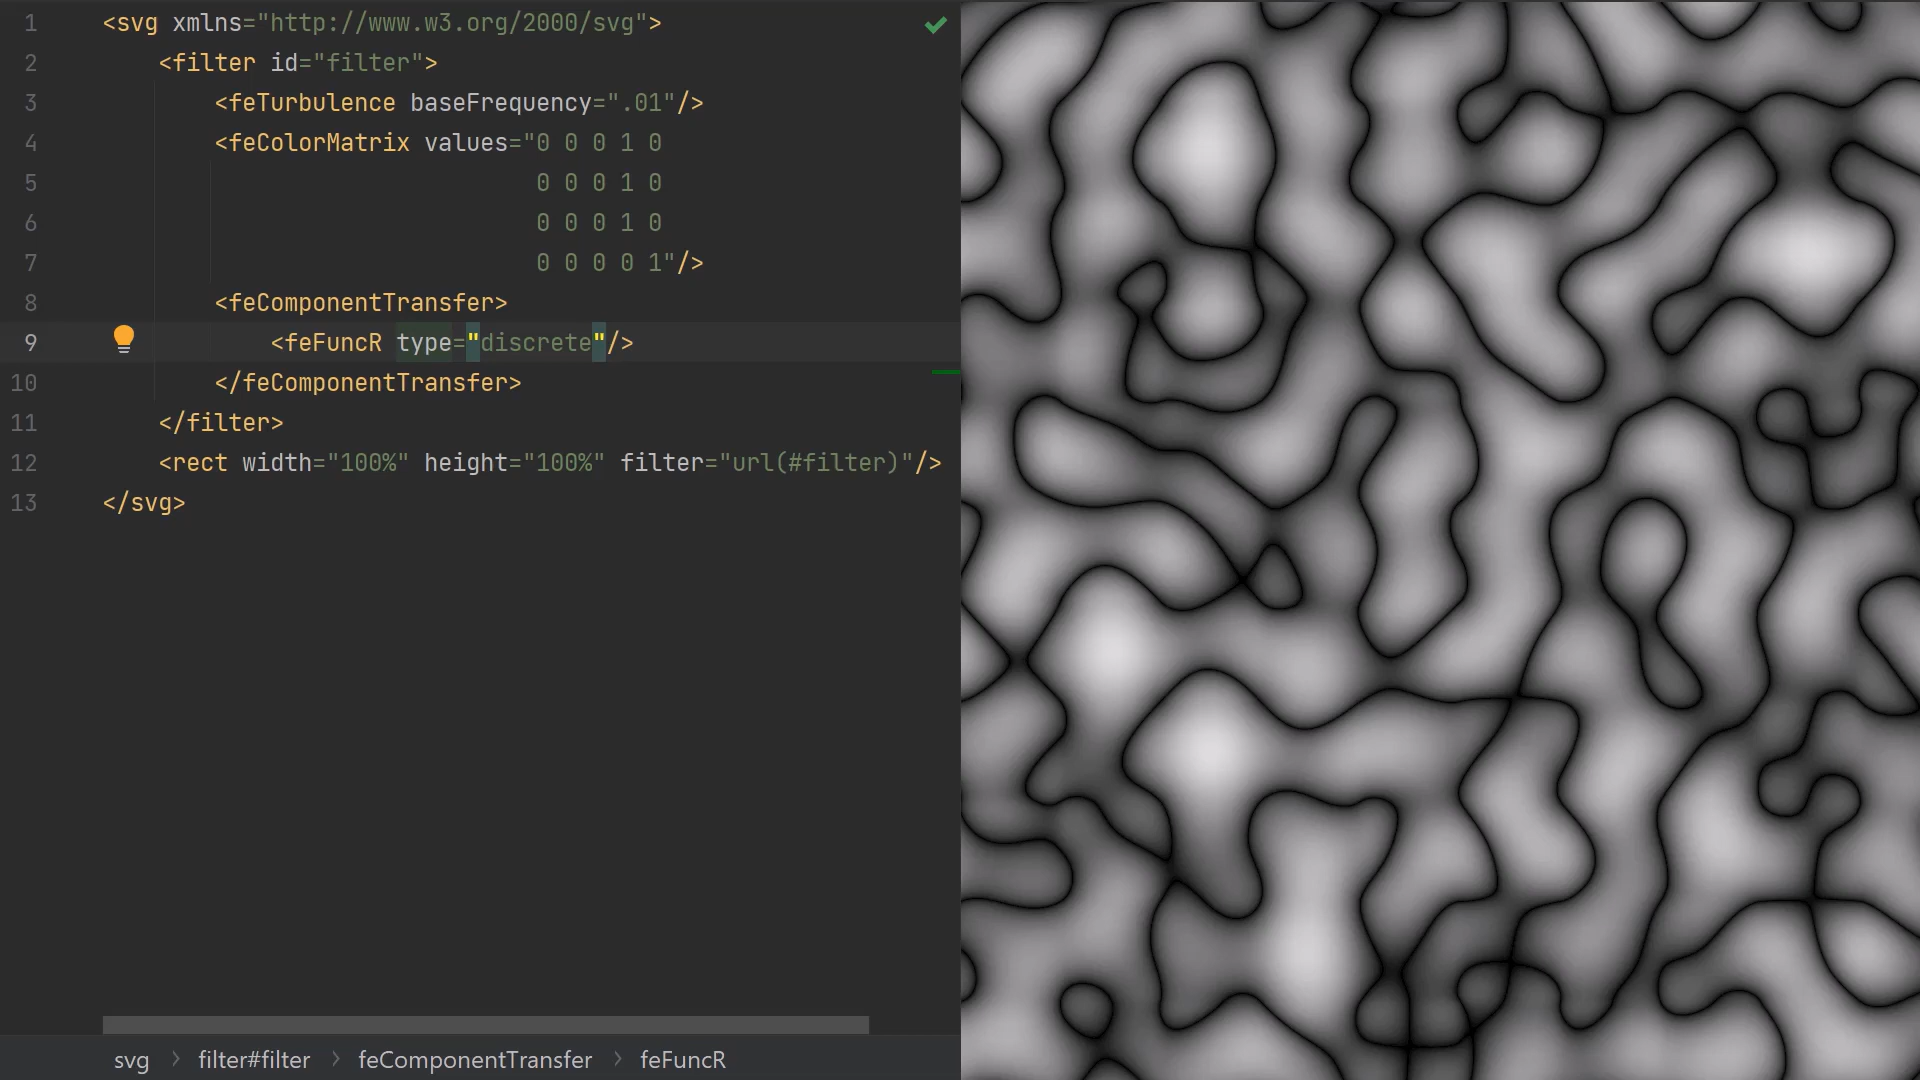 1 <svg xmlns="http://www.w3.org/2000/svg">
2 <filter id="filter">
3 <feTurbulence baseFrequency=".01"/>
4 <feColorMatrix values="0 0 0 1 0
5 0 0 0 1 0
6 0 0 0 1 0
7 0 0 0 0 1"/>
8 <feComponentTransfer>
9 <feFuncR type="discrete"/>
10 </feComponentTransfer>
11 </filter>
12 <rect width="100%" height="100%" filter="url(#filter)"/>
13 </svg>
svg > filter#filter > feComponentTransfer > feFuncR